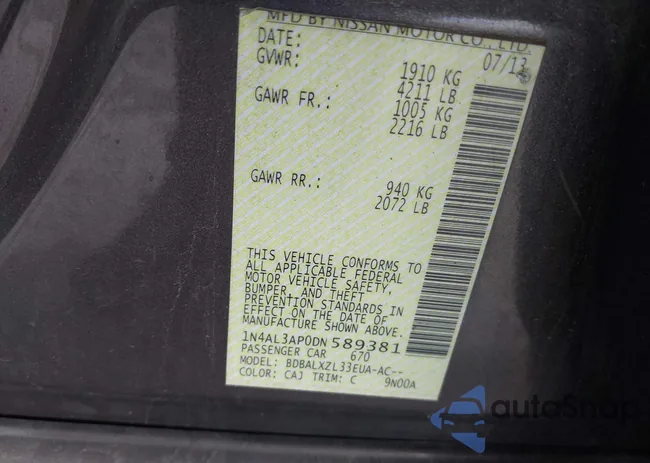 MFD BY NISSAN MOTOR CO., LTD.
DATE: 07/13
GVWR: 1910 KG
4211 LB
GAWR FR.: 1005 KG
2216 LB
GAWR RR.: 940 KG
2072 LB
THIS VEHICLE CONFORMS TO
ALL APPLICABLE FEDERAL
MOTOR VEHICLE SAFETY,
BUMPER, AND THEFT
PREVENTION STANDARDS IN
EFFECT ON THE DATE OF
MANUFACTURE SHOWN ABOVE.
1N4AL3AP0DN 589381
PASSENGER CAR 670
MODEL: BDBALXZL33EUA-AC--
COLOR: CAJ TRIM: C 9N00A
autoSnap